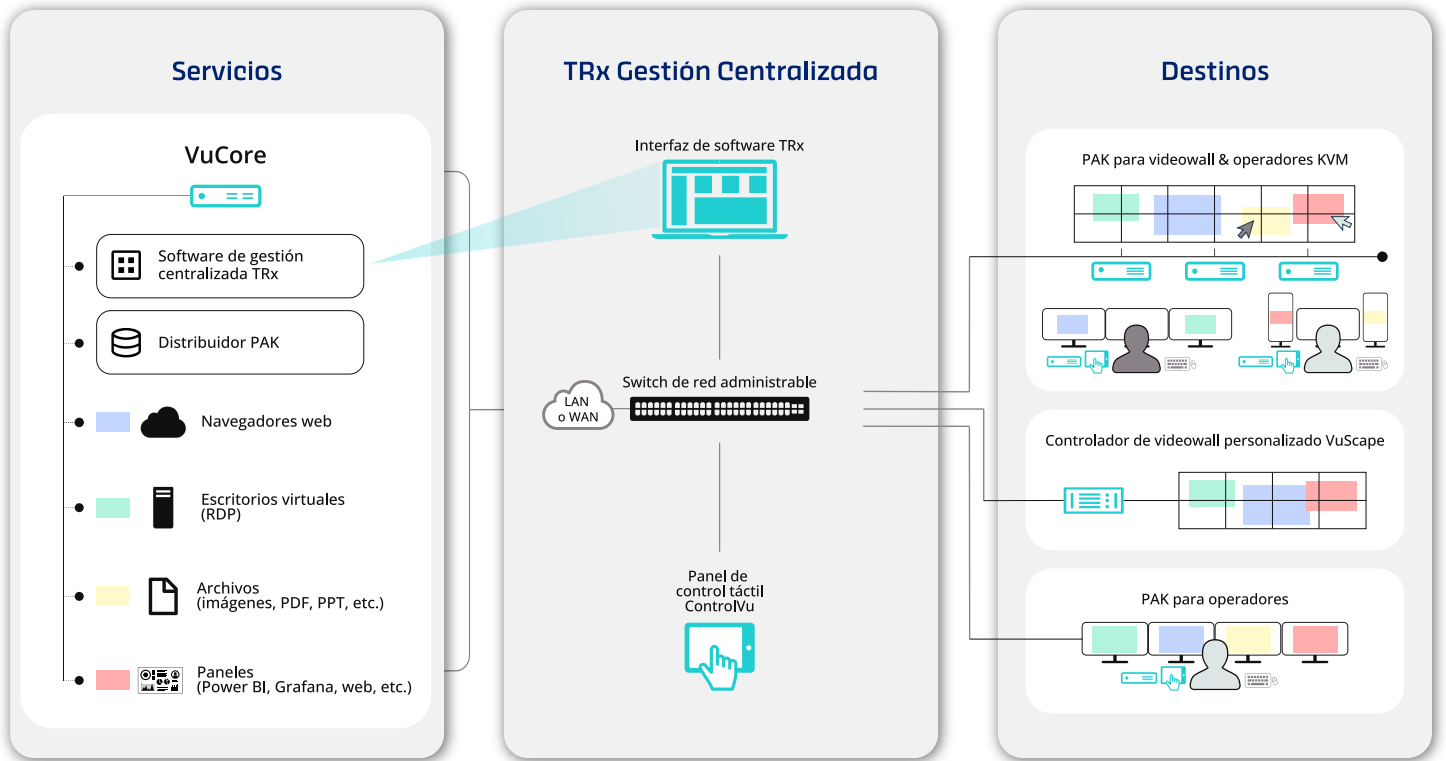 Servicios
VuCore
Software de gestión
centralizada TRx
Distribuidor PAK
Navegadores web
Escritorios virtuales
(RDP)
Archivos
(imágenes, PDF, PPT, etc.)
Paneles
(Power BI, Grafana, web, etc.)
TRx Gestión Centralizada
Interfaz de software TRx
Switch de red administrable
LAN
o WAN
Panel de
control táctil
ControlVu
Destinos
PAK para videowall & operadores KVM
Controlador de videowall personalizado VuScape
PAK para operadores